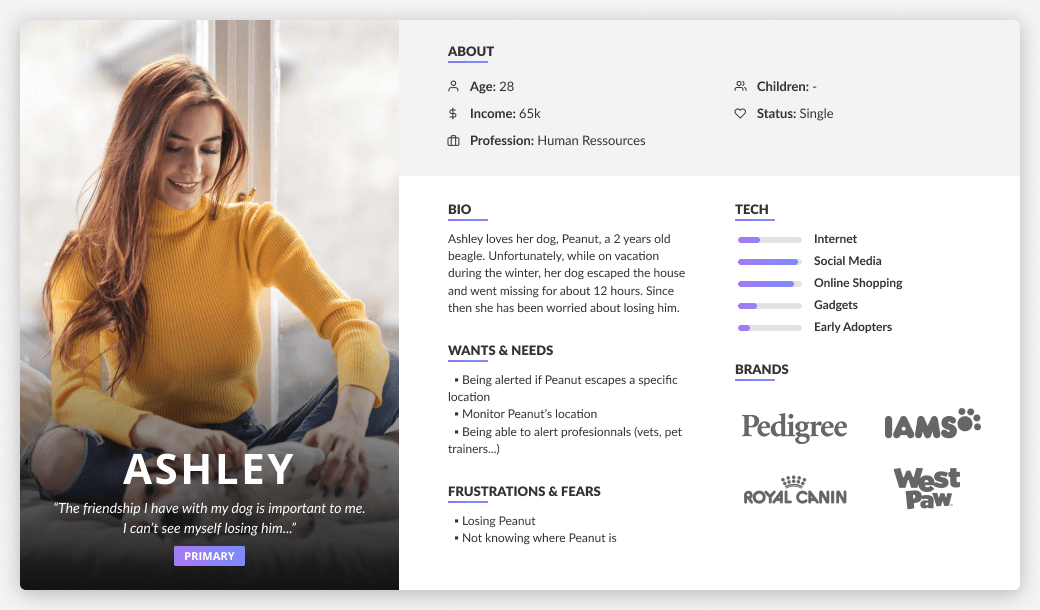 ASHLEY
“The friendship I have with my dog is important to me.
I can’t see myself losing him...”
PRIMARY
ABOUT
Age: 28
Income: 65k
Profession: Human Ressources
Children: -
Status: Single
BIO
Ashley loves her dog, Peanut, a 2 years old
beagle. Unfortunately, while on vacation
during the winter, her dog escaped the house
and went missing for about 12 hours. Since
then she has been worried about losing him.
WANTS & NEEDS
▪ Being alerted if Peanut escapes a specific
location
▪ Monitor Peanut’s location
▪ Being able to alert profesionnals (vets, pet
trainers...)
FRUSTRATIONS & FEARS
▪ Losing Peanut
▪ Not knowing where Peanut is
TECH
Internet
Social Media
Online Shopping
Gadgets
Early Adopters
BRANDS
Pedigree
IAMS
ROYAL CANIN
West
Paw